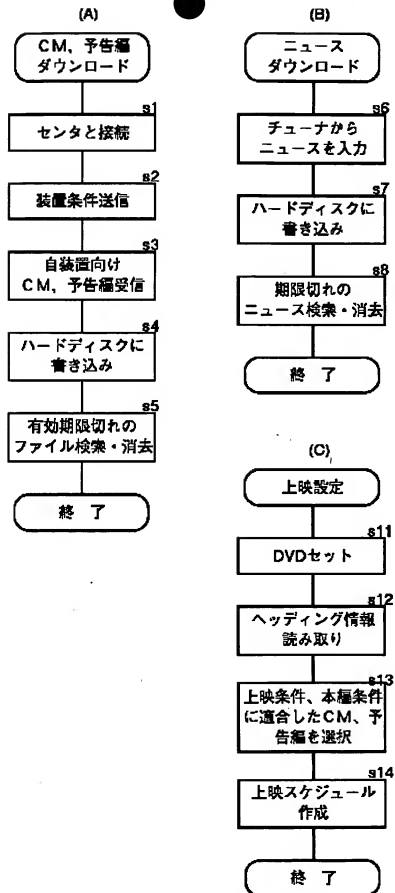 (A)
CM、予告編
ダウンロード
s1
センタと接続
s2
装置条件送信
s3
自装置向け
CM、予告編受信
s4
ハードディスクに
書き込み
s5
有効期限切れの
ファイル検索・消去
終 了
(B)
ニュース
ダウンロード
s6
チューナから
ニュースを入力
s7
ハードディスクに
書き込み
s8
期限切れの
ニュース検索・消去
終 了
(C)
上映設定
s11
DVDセット
s12
ヘッディング情報
読み取り
s13
上映条件、本編条件
に適合したCM、予
告編を選択
s14
上映スケジュール
作成
終 了